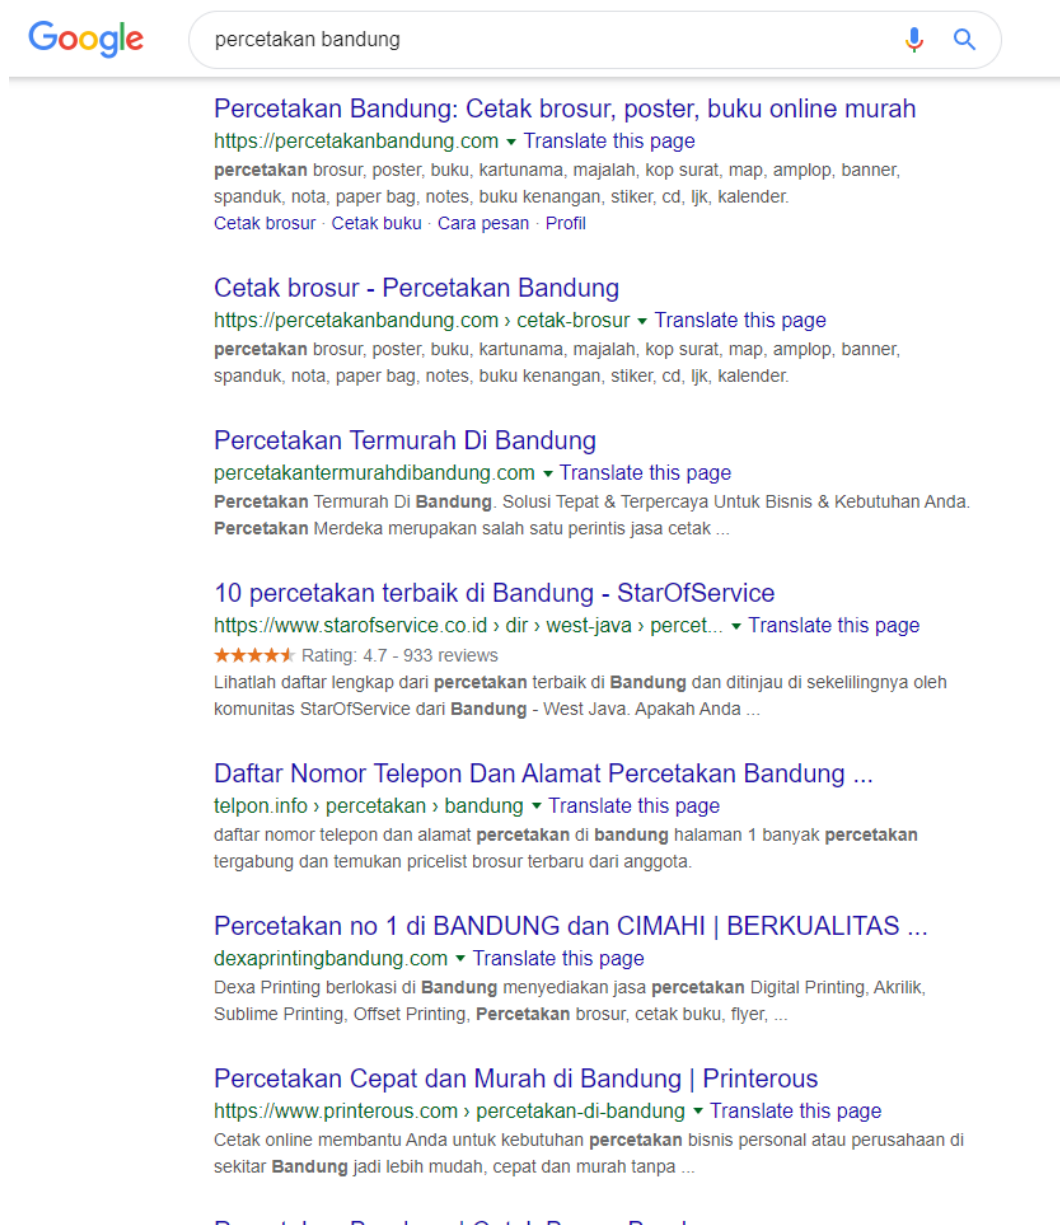 Google
percetakan bandung
Percetakan Bandung: Cetak brosur, poster, buku online murah
https://percetakanbandung.com ▾ Translate this page
percetakan brosur, poster, buku, kartunama, majalah, kop surat, map, amplop, banner,
spanduk, nota, paper bag, notes, buku kenangan, stiker, cd, ljk, kalender.
Cetak brosur · Cetak buku · Cara pesan · Profil
Cetak brosur - Percetakan Bandung
https://percetakanbandung.com › cetak-brosur ▾ Translate this page
percetakan brosur, poster, buku, kartunama, majalah, kop surat, map, amplop, banner,
spanduk, nota, paper bag, notes, buku kenangan, stiker, cd, ljk, kalender.
Percetakan Termurah Di Bandung
percetakantermurahdibandung.com ▾ Translate this page
Percetakan Termurah Di Bandung. Solusi Tepat & Terpercaya Untuk Bisnis & Kebutuhan Anda.
Percetakan Merdeka merupakan salah satu perintis jasa cetak ...
10 percetakan terbaik di Bandung - StarOfService
https://www.starofservice.co.id › dir › west-java › percet... ▾ Translate this page
Rating: 4.7 - 933 reviews
Lihatlah daftar lengkap dari percetakan terbaik di Bandung dan ditinjau di sekelilingnya oleh
komunitas StarOfService dari Bandung - West Java. Apakah Anda ...
Daftar Nomor Telepon Dan Alamat Percetakan Bandung ...
telpon.info › percetakan › bandung ▾ Translate this page
daftar nomor telepon dan alamat percetakan di bandung halaman 1 banyak percetakan
tergabung dan temukan pricelist brosur terbaru dari anggota.
Percetakan no 1 di BANDUNG dan CIMAHI | BERKUALITAS ...
dexaprintingbandung.com ▾ Translate this page
Dexa Printing berlokasi di Bandung menyediakan jasa percetakan Digital Printing, Akrilik,
Sublime Printing, Offset Printing, Percetakan brosur, cetak buku, flyer, ...
Percetakan Cepat dan Murah di Bandung | Printerous
https://www.printerous.com › percetakan-di-bandung ▾ Translate this page
Cetak online membantu Anda untuk kebutuhan percetakan bisnis personal atau perusahaan di
sekitar Bandung jadi lebih mudah, cepat dan murah tanpa ...